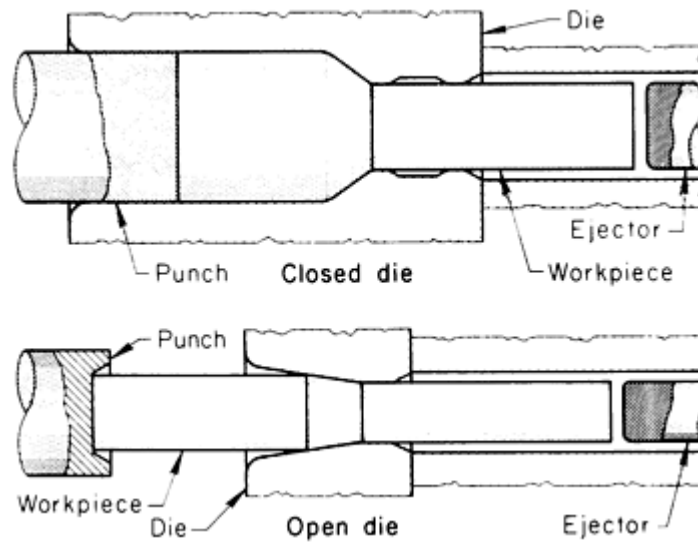 Die
Ejector
Punch
Closed die
Workpiece
Punch
Workpiece
Die
Open die
Ejector